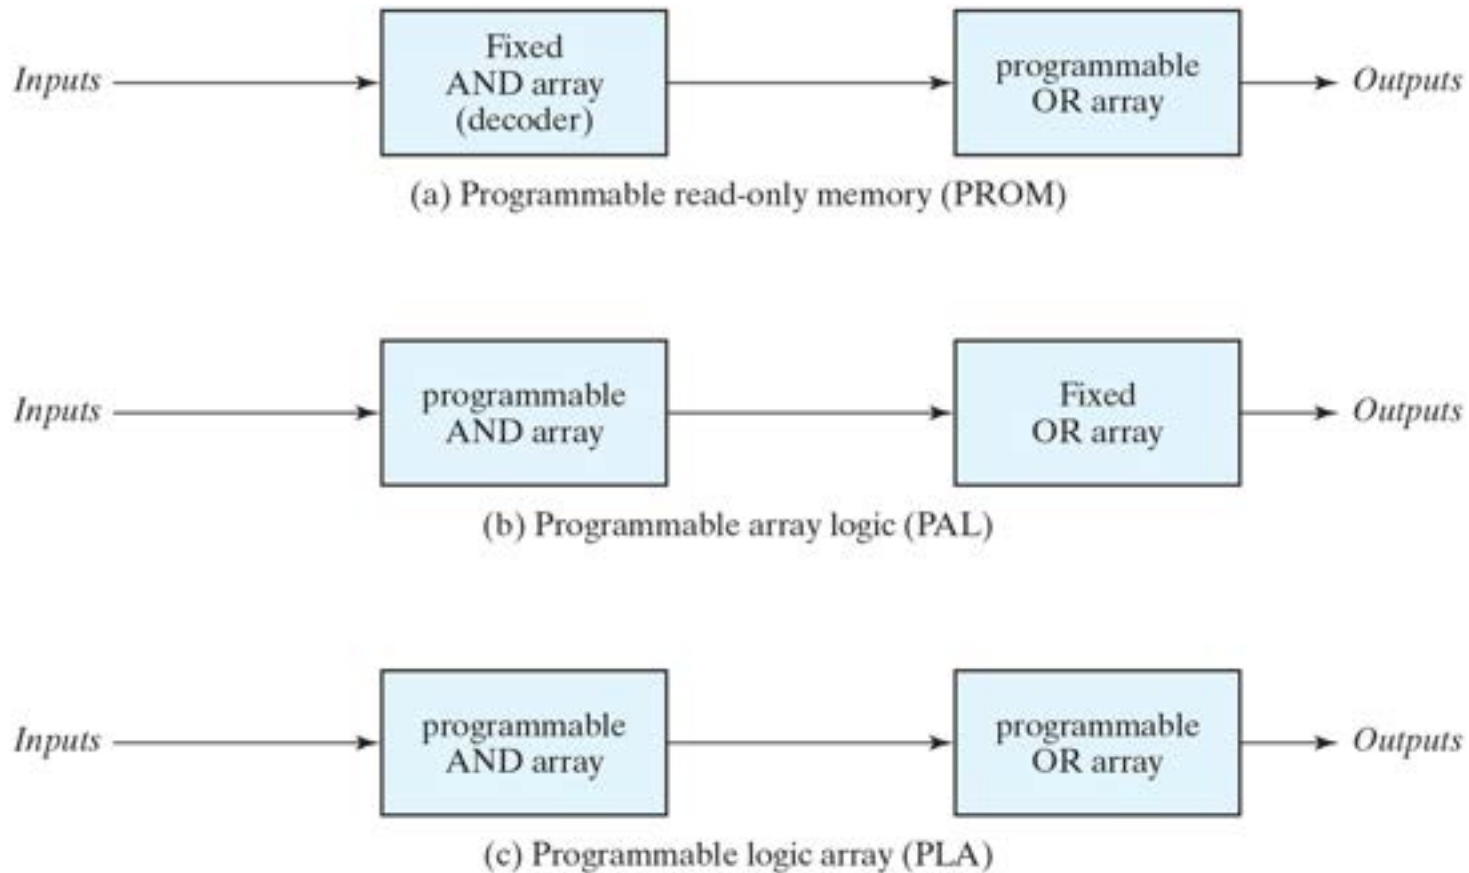 Inputs
Fixed
AND array
(decoder)
programmable
OR array
Outputs
(a) Programmable read-only memory (PROM)
Inputs
programmable
AND array
Fixed
OR array
Outputs
(b) Programmable array logic (PAL)
Inputs
programmable
AND array
programmable
OR array
Outputs
(c) Programmable logic array (PLA)